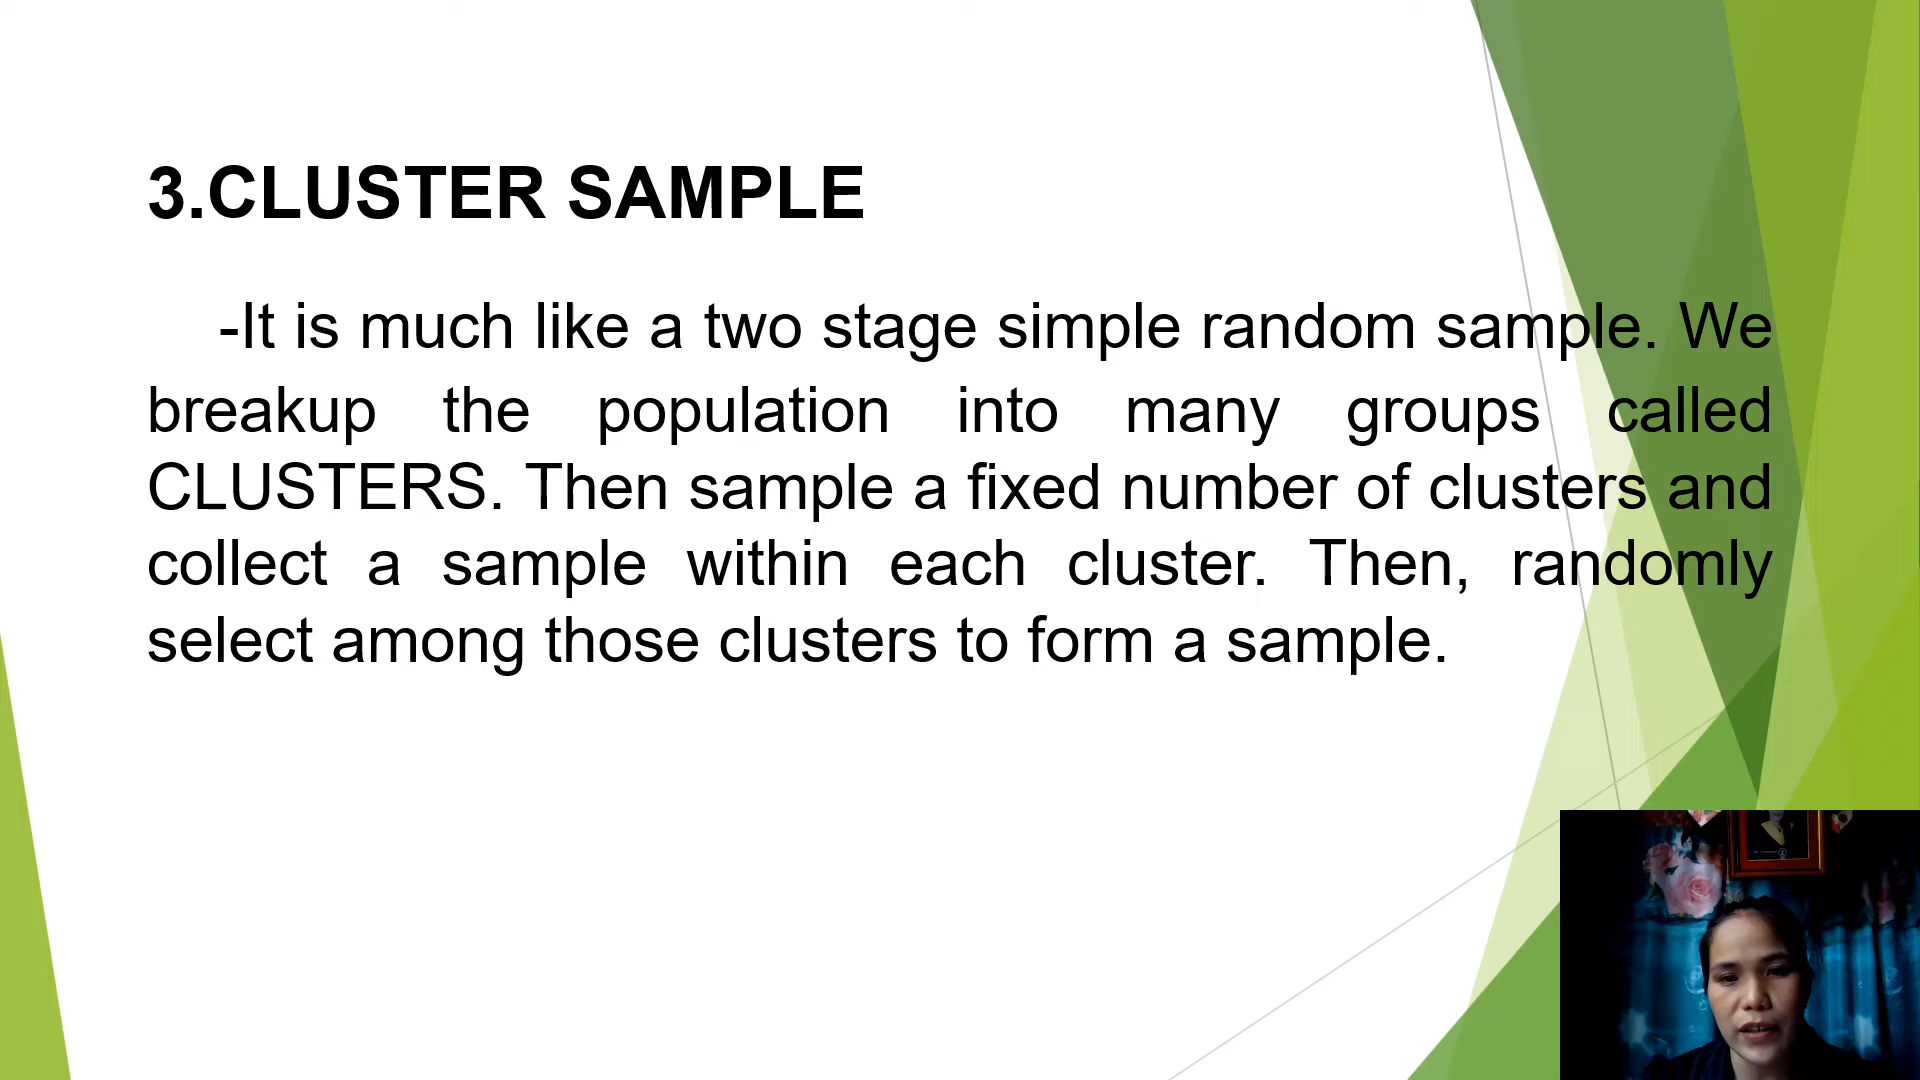 3.CLUSTER SAMPLE
-It is much like a two stage simple random sample. We
breakup the population into many groups called
CLUSTERS. Then sample a fixed number of clusters and
collect a sample within each cluster. Then, randomly
select among those clusters to form a sample.